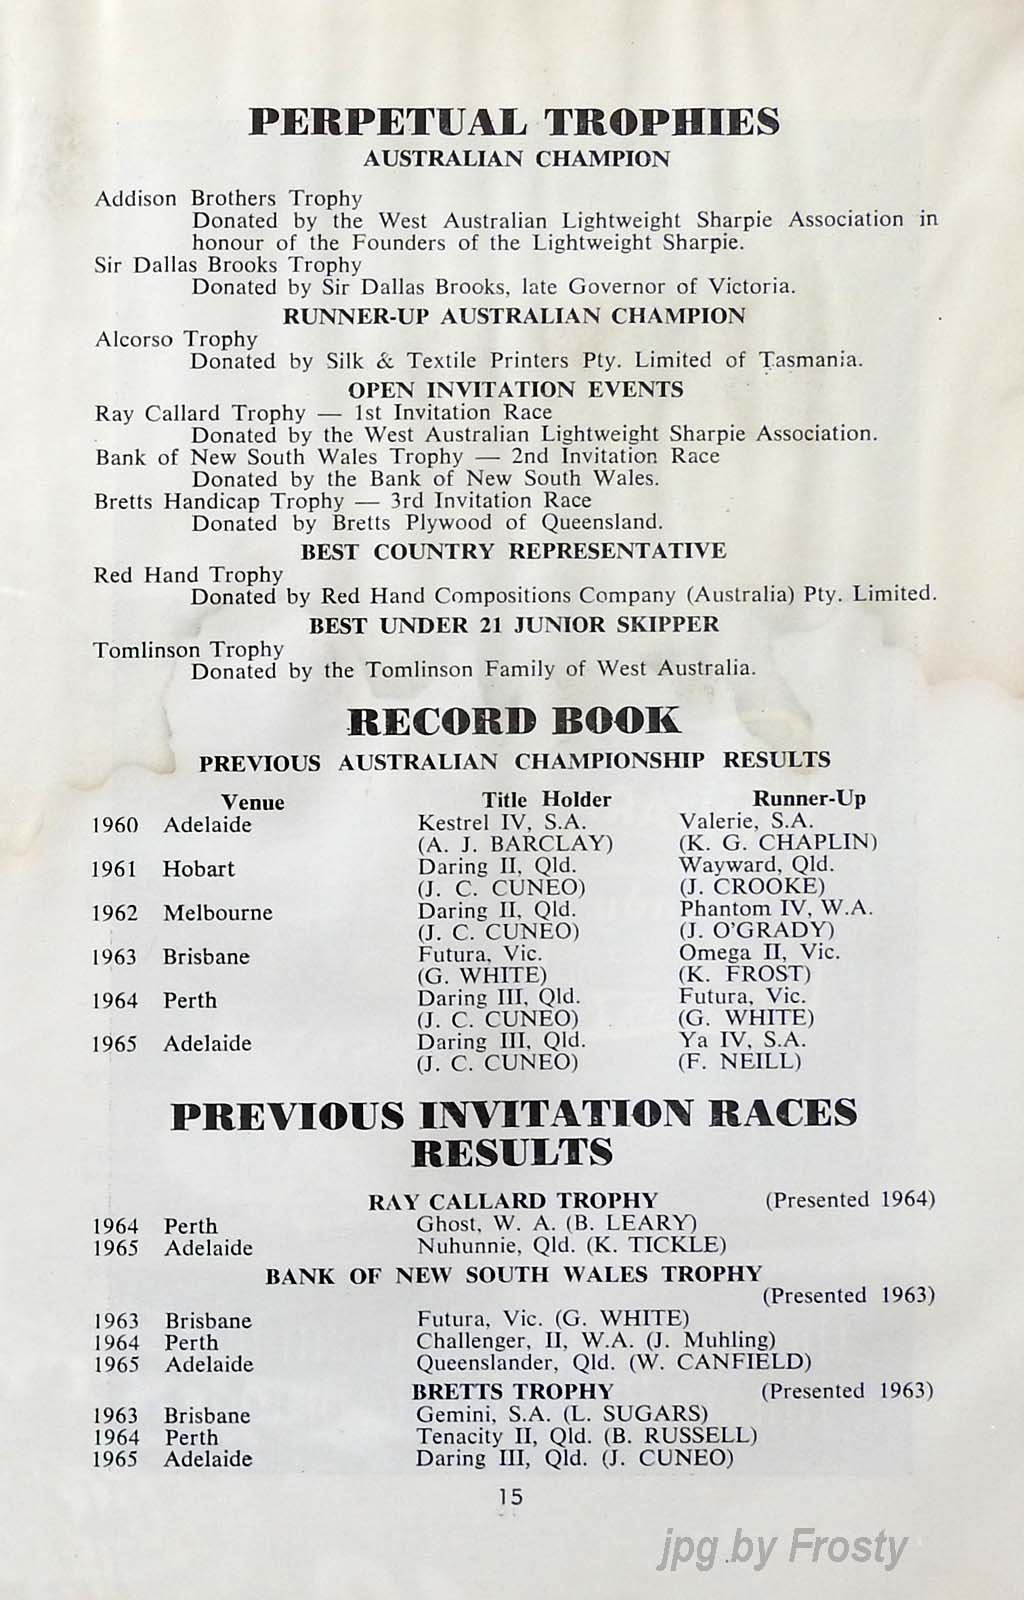 PERPETUAL TROPHIES
AUSTRALIAN CHAMPION
Addison Brothers Trophy
Donated by the West Australian Lightweight Sharpie Association in
honour of the Founders of the Lightweight Sharpie.
Sir Dallas Brooks Trophy
Donated by Sir Dallas Brooks, late Governor of Victoria.
RUNNER-UP AUSTRALIAN CHAMPION
Alcorso Trophy
Donated by Silk & Textile Printers Pty. Limited of Tasmania.
OPEN INVITATION EVENTS
Ray Callard Trophy — 1st Invitation Race
Donated by the West Australian Lightweight Sharpie Association.
Bank of New South Wales Trophy — 2nd Invitation Race
Donated by the Bank of New South Wales.
Bretts Handicap Trophy — 3rd Invitation Race
Donated by Bretts Plywood of Queensland.
BEST COUNTRY REPRESENTATIVE
Red Hand Trophy
Donated by Red Hand Compositions Company (Australia) Pty. Limited.
BEST UNDER 21 JUNIOR SKIPPER
Tomlinson Trophy
Donated by the Tomlinson Family of West Australia.
RECORD BOOK
PREVIOUS AUSTRALIAN CHAMPIONSHIP RESULTS
Venue Title Holder Runner-Up
1960 Adelaide Kestrel IV, S.A. Valerie, S.A.
(A. J. BARCLAY) (K. G. CHAPLIN)
1961 Hobart Daring II, Qld. Wayward, Qld.
(J. C. CUNEO) (J. CROOKE)
1962 Melbourne Daring II, Qld. Phantom IV, W.A.
(J. C. CUNEO) (J. O'GRADY)
1963 Brisbane Futura, Vic. Omega II, Vic.
(G. WHITE) (K. FROST)
1964 Perth Daring III, Qld. Futura, Vic.
(J. C. CUNEO) (G. WHITE)
1965 Adelaide Daring III, Qld. Ya IV, S.A.
(J. C. CUNEO) (F. NEILL)
PREVIOUS INVITATION RACES
RESULTS
RAY CALLARD TROPHY (Presented 1964)
1964 Perth Ghost, W. A. (B. LEARY)
1965 Adelaide Nuhunnie, Qld. (K. TICKLE)
BANK OF NEW SOUTH WALES TROPHY
(Presented 1963)
1963 Brisbane Futura, Vic. (G. WHITE)
1964 Perth Challenger, II, W.A. (J. Muhling)
1965 Adelaide Queenslander, Qld. (W. CANFIELD)
BRETTS TROPHY (Presented 1963)
1963 Brisbane Gemini, S.A. (L. SUGARS)
1964 Perth Tenacity II, Qld. (B. RUSSELL)
1965 Adelaide Daring III, Qld. (J. CUNEO)
15
jpg by Frosty